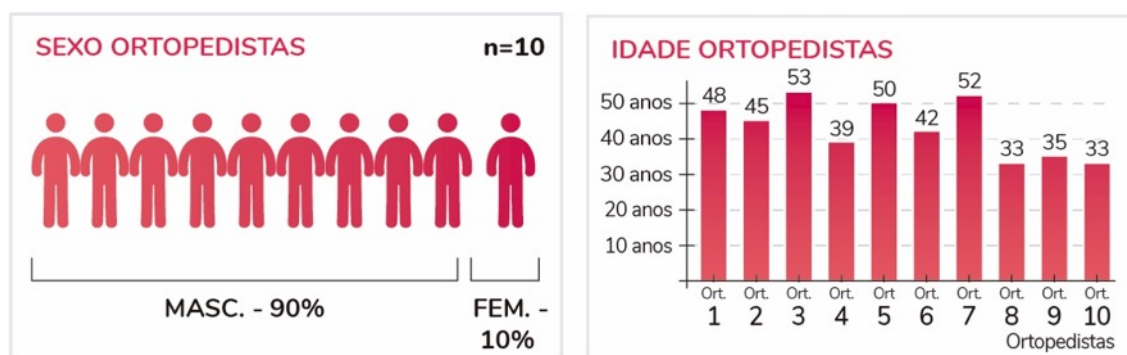 SEXO ORTOPEDISTAS
n=10
MASC. - 90%
FEM. -
10%
IDADE ORTOPEDISTAS
50 anos
40 anos
30 anos
20 anos
10 anos
48
45
53
39
50
42
52
33
35
33
Ort. Ort. Ort. Ort. Ort Ort. Ort. Ort. Ort. Ort.
1 2 3 4 5 6 7 8 9 10
Ortopedistas